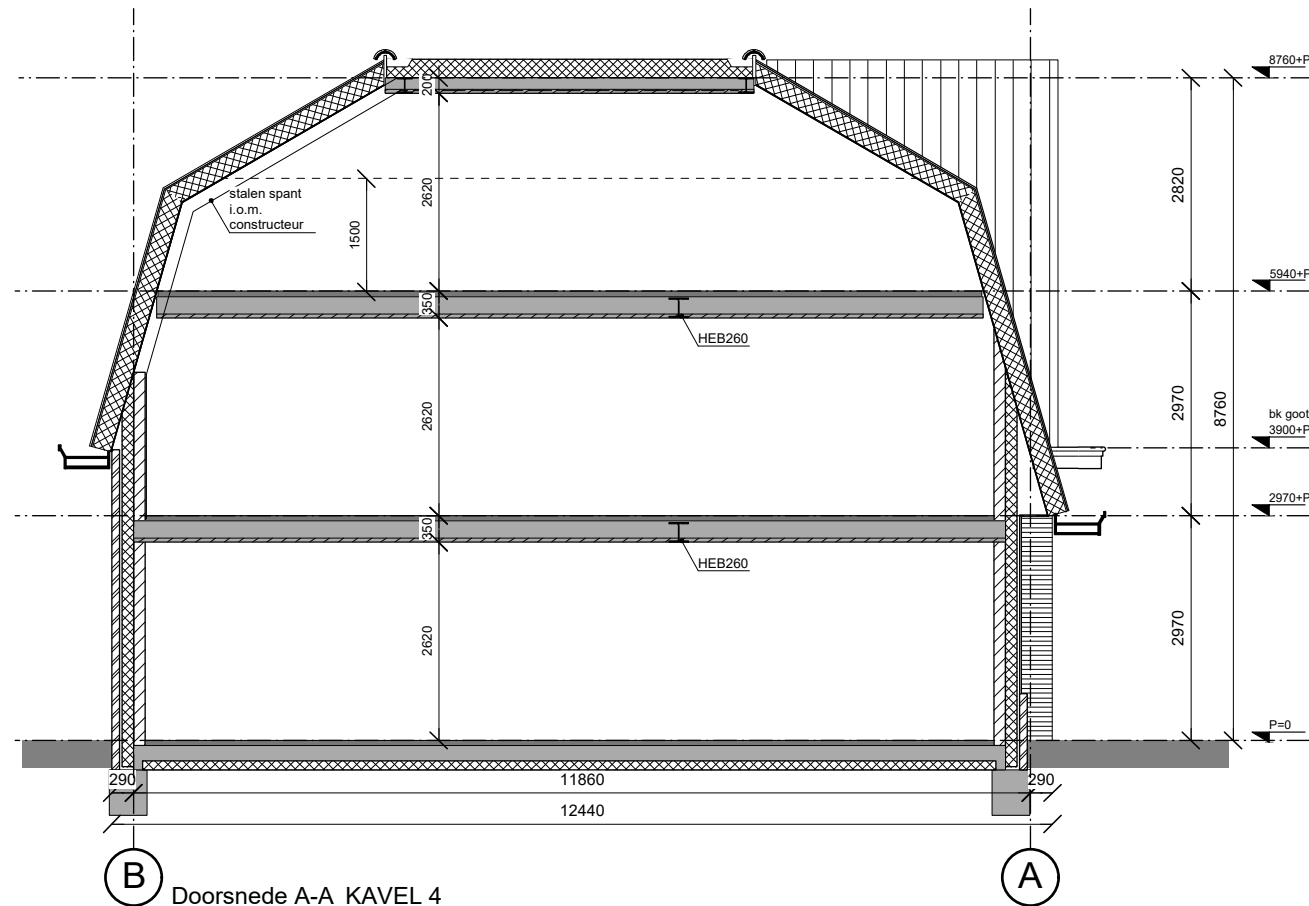 8760+P
200
2620
2820
stalen spant
i.o.m.
constructeur
1500
5940+P
350
HEB260
2620
2970
8760
bk goot
3900+P
2970+P
350
HEB260
2620
2970
P=0
290
11860
290
12440
B
A
Doorsnede A-A KAVEL 4